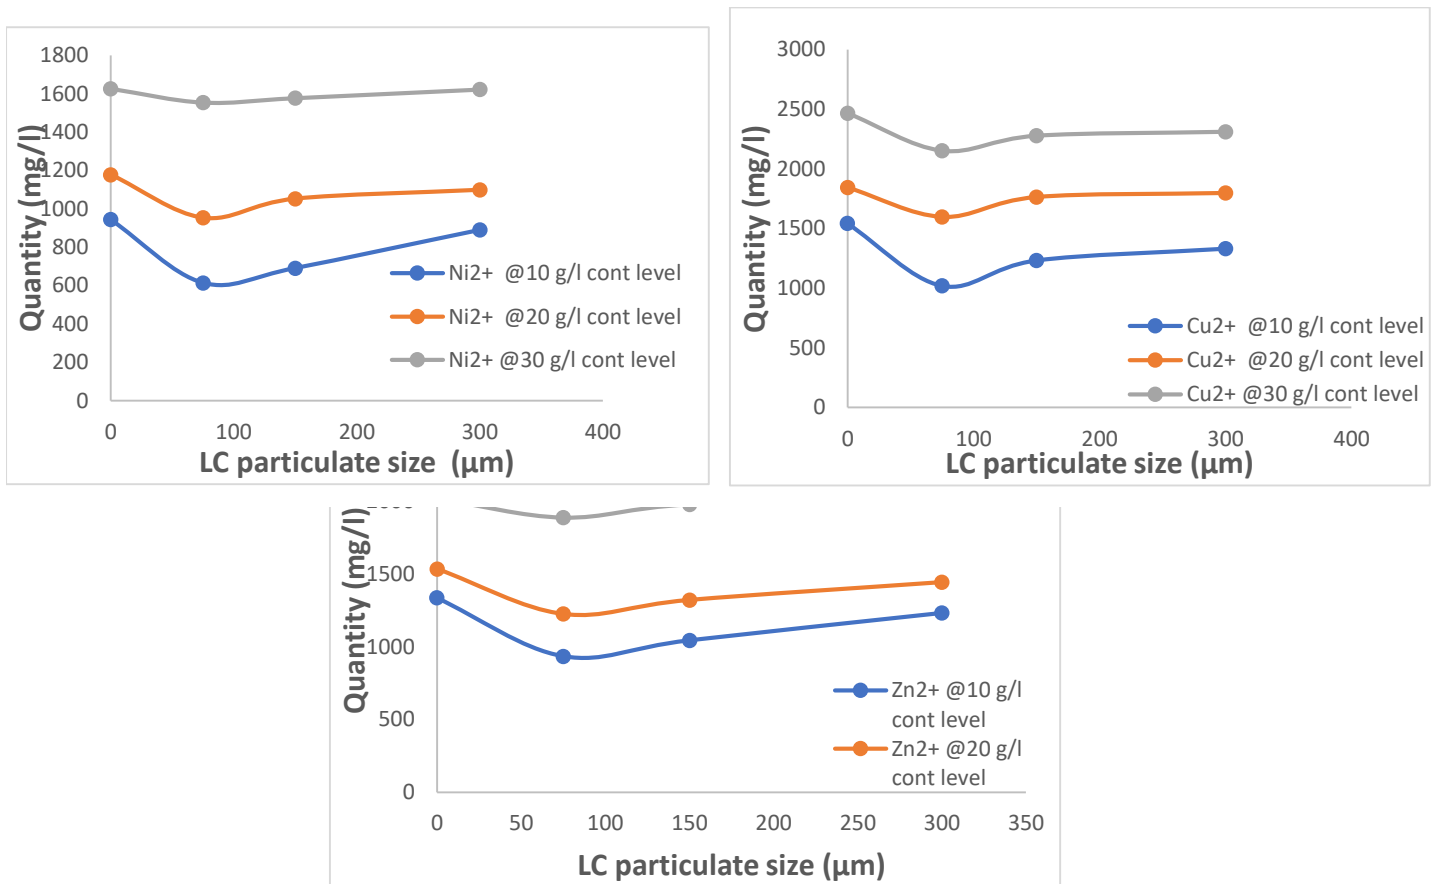 1800
1600
1400
1200
1000
800
600
400
200
0
Quantity (mg/l)
Ni2+ @10 g/l cont level
Ni2+ @20 g/l cont level
Ni2+ @30 g/l cont level
0 100 200 300 400
LC particulate size (µm)
3000
2500
2000
1500
1000
500
0
Quantity (mg/l)
Cu2+ @10 g/l cont level
Cu2+ @20 g/l cont level
Cu2+ @30 g/l cont level
0 100 200 300 400
LC particulate size (µm)
1500
1000
500
0
Quantity (mg/l)
Zn2+ @10 g/l
cont level
Zn2+ @20 g/l
cont level
0 50 100 150 200 250 300 350
LC particulate size (µm)